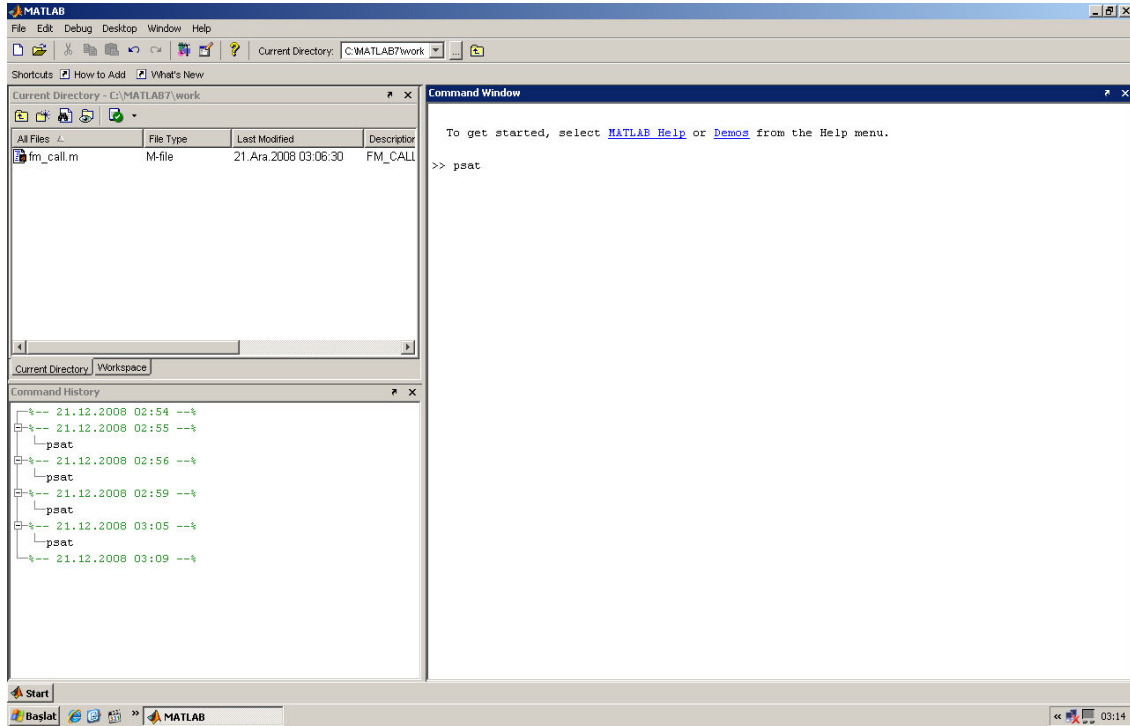 MATLAB
File Edit Debug Desktop Window Help
Current Directory: C:\MATLAB7\work
Shortcuts How to Add What's New
Current Directory - C:\MATLAB7\work
All Files File Type Last Modified Description
fm_call.m M-file 21.Ara.2008 03:06:30 FM_CALL
Current Directory Workspace
Command History
%-- 21.12.2008 02:54 --%
%-- 21.12.2008 02:55 --%
psat
%-- 21.12.2008 02:56 --%
psat
%-- 21.12.2008 02:59 --%
psat
%-- 21.12.2008 03:05 --%
psat
%-- 21.12.2008 03:09 --%
Command Window
To get started, select MATLAB Help or Demos from the Help menu.
>> psat
Start
Başlat » MATLAB « 03:14